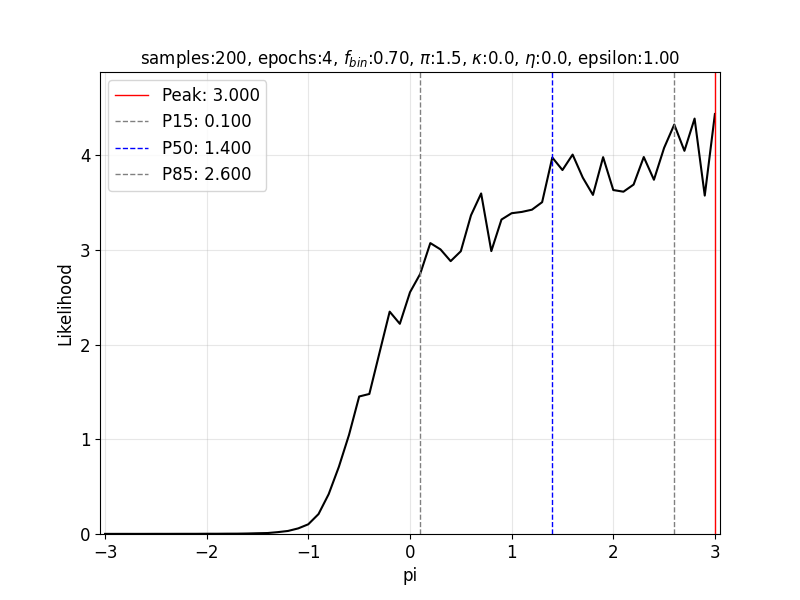 samples:200, epochs:4, f_bin:0.70, π:1.5, κ:0.0, η:0.0, epsilon:1.00
Peak: 3.000
P15: 0.100
P50: 1.400
P85: 2.600
4
3
2
1
0
Likelihood
−3 −2 −1 0 1 2 3
pi